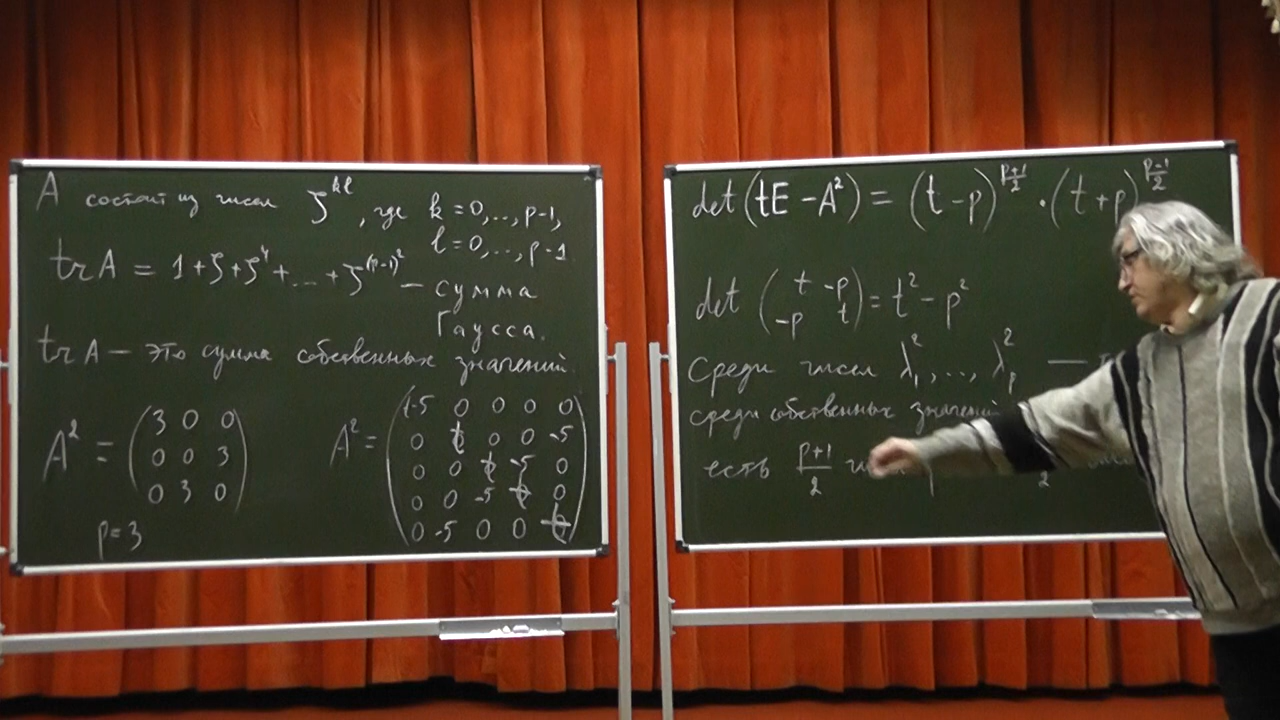 A состоит из чисел ζ^{kl}, где k = 0,..,p-1,
l = 0,..., p-1
tr A = 1+ζ+ζ^4+...+ζ^{(p-1)^2} — сумма
Гаусса.
tr A — это сумма собственных значений.
A^2 = (3 0 0
0 0 3
0 3 0)
p=3
A^2 = (t-5 0 0 0 0
0 t 0 0 -5
0 0 t -5 0
0 0 -5 t 0
0 -5 0 0 t)
det(tE - A^2) = (t-p)^{\frac{p+1}{2}} · (t+p)^{\frac{p-1}{2}}
det (t -p
-p t) = t^2 - p^2
Среди чисел λ_1^2, ..., λ_p^2 —
среди собственных значений
есть \frac{p+1}{2}